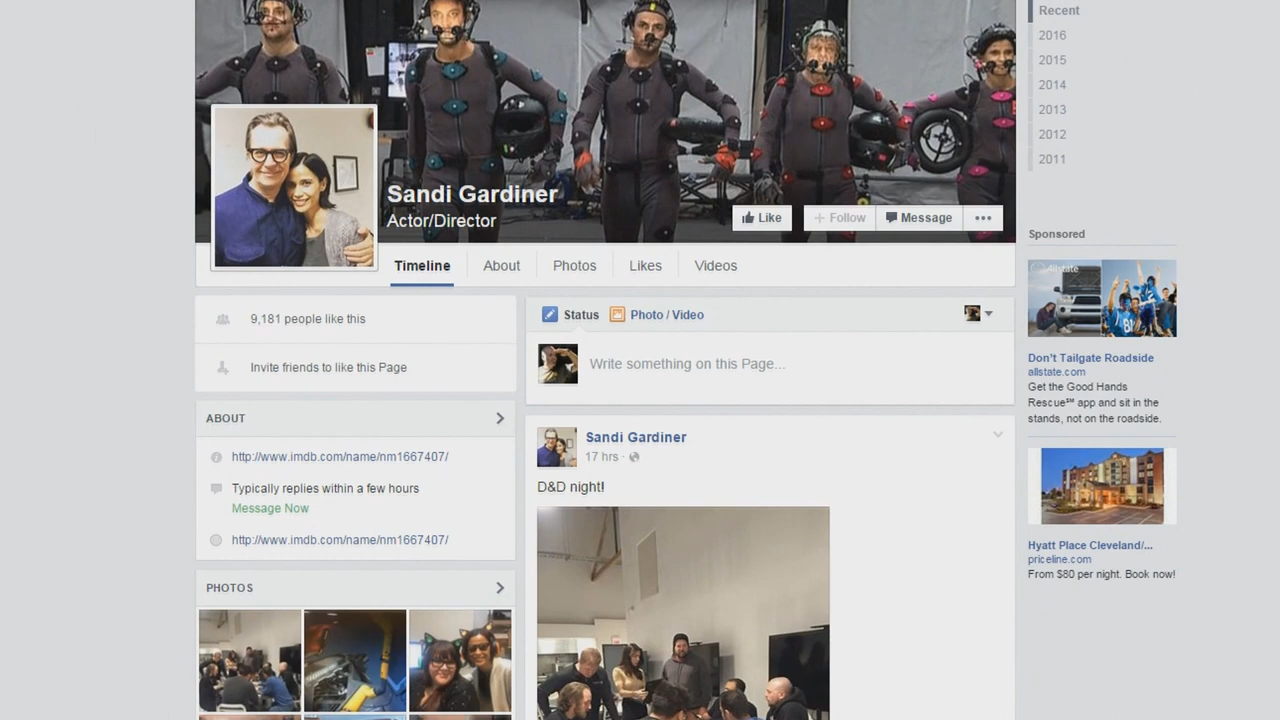 Sandi Gardiner
Actor/Director
Like
Follow
Message
Timeline
About
Photos
Likes
Videos
9,181 people like this
Invite friends to like this Page
ABOUT
http://www.imdb.com/name/nm1667407/
Typically replies within a few hours
Message Now
http://www.imdb.com/name/nm1667407/
PHOTOS
Status
Photo / Video
Write something on this Page...
Sandi Gardiner
17 hrs ·
D&D night!
Recent
2016
2015
2014
2013
2012
2011
Sponsored
Allstate
81
Don't Tailgate Roadside
allstate.com
Get the Good Hands
Rescue℠ app and sit in the
stands, not on the roadside.
Hyatt Place Cleveland/...
priceline.com
From $80 per night. Book now!